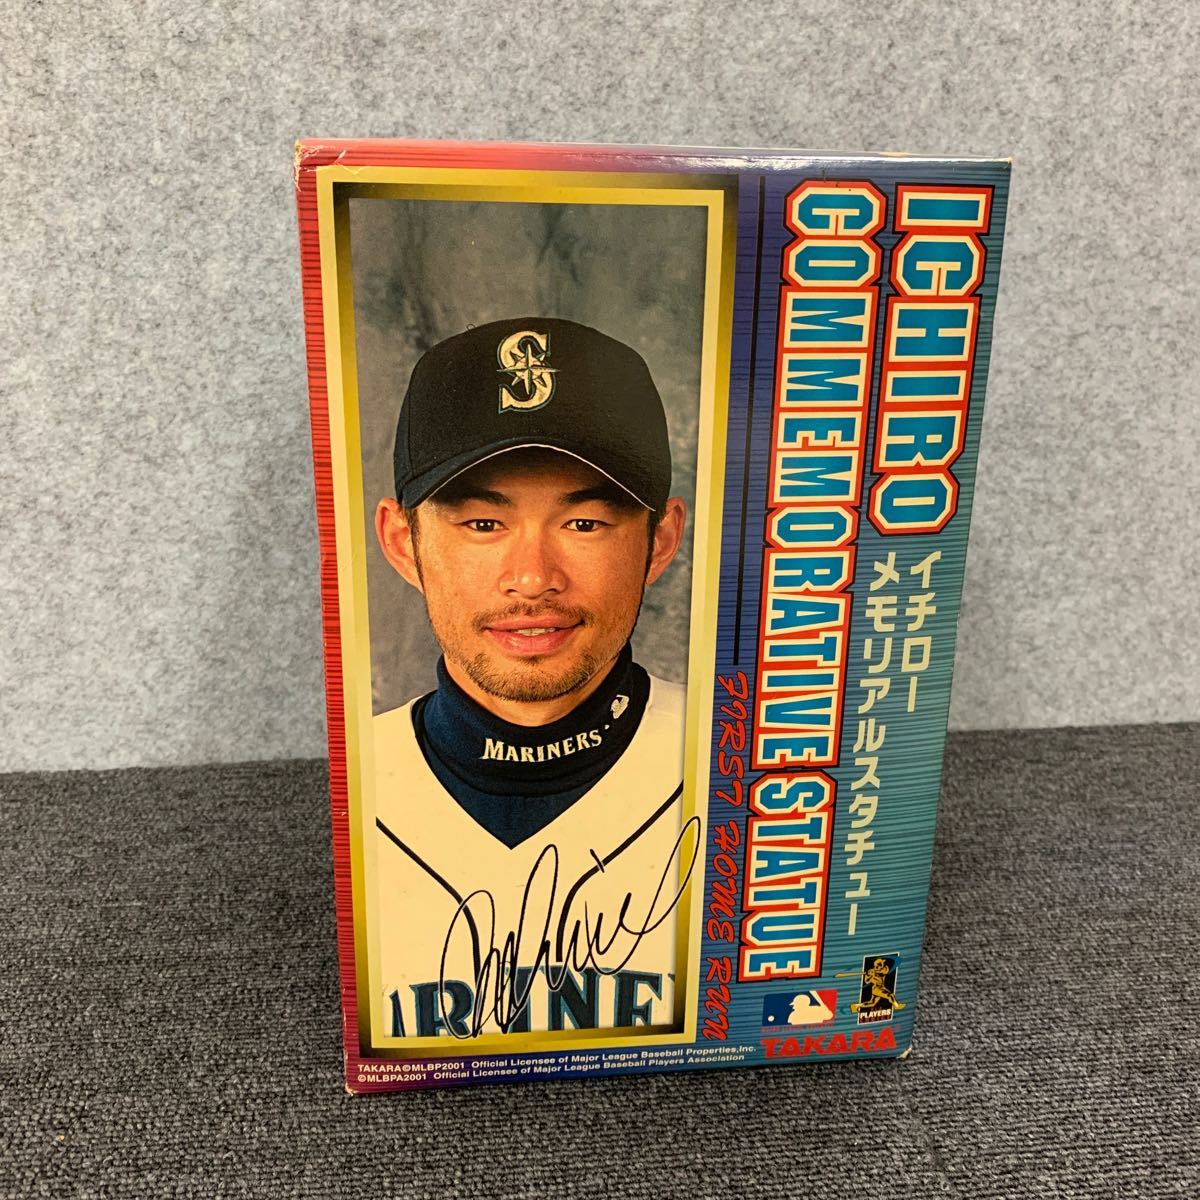 ICHIRO
イチロー
COMMEMORATIVE STATUE
メモリアルスタチュー
FIRST HOME RUN
S
MARINERS
ARINE
PLAYERS
TAKARA
TAKARA©MLBP2001 Official Licensee of Major League Baseball Properties,Inc.
©MLBPA2001 Official Licensee of Major League Baseball Players Association